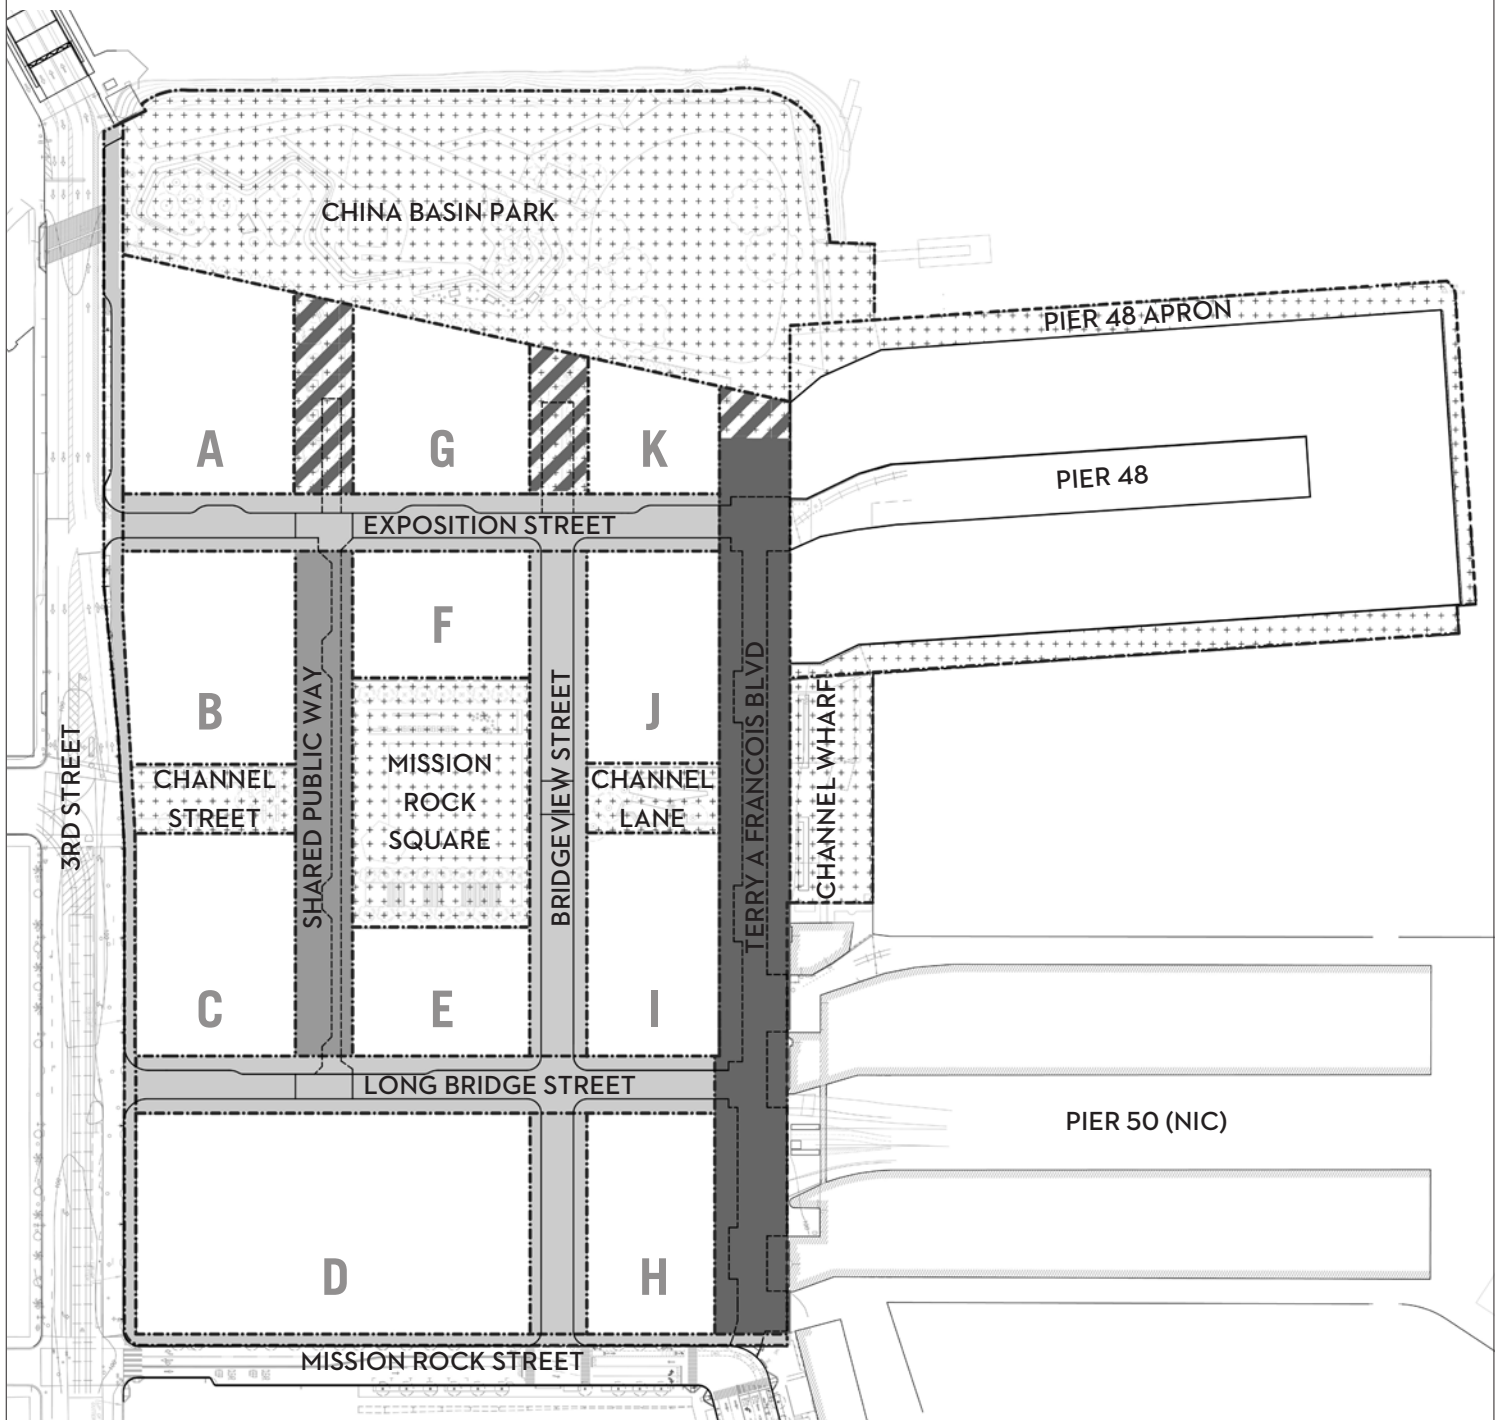 CHINA BASIN PARK
PIER 48 APRON
A
G
K
PIER 48
EXPOSITION STREET
F
B
J
SHARED PUBLIC WAY
BRIDGEVIEW STREET
TERRY A FRANCOIS BLVD
CHANNEL WHARF
3RD STREET
CHANNEL
STREET
MISSION
ROCK
SQUARE
CHANNEL
LANE
C
E
I
LONG BRIDGE STREET
PIER 50 (NIC)
D
H
MISSION ROCK STREET